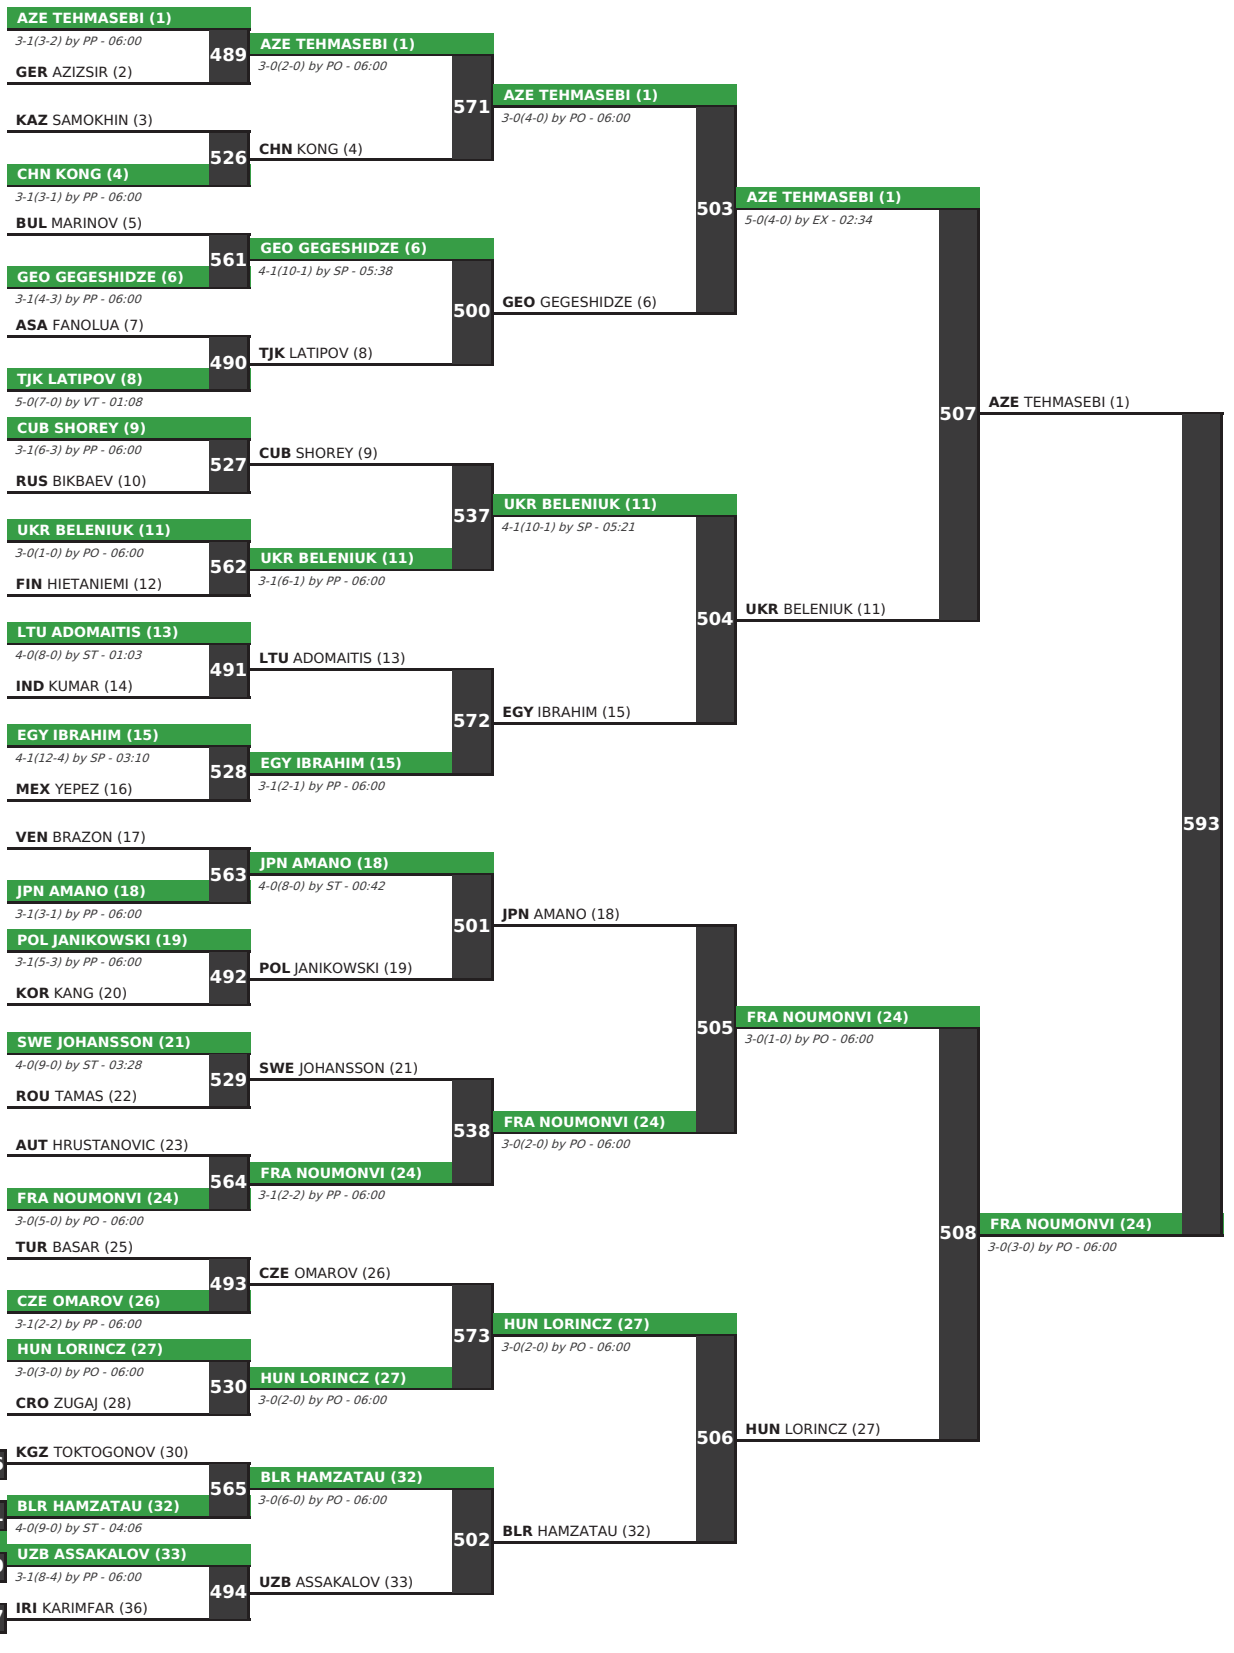 AZE TEHMASEBI (1)
3-1(3-2) by PP - 06:00
489
GER AZIZSIR (2)
KAZ SAMOKHIN (3)
526
CHN KONG (4)
3-1(3-1) by PP - 06:00
BUL MARINOV (5)
561
GEO GEGESHIDZE (6)
3-1(4-3) by PP - 06:00
ASA FANOLUA (7)
490
TJK LATIPOV (8)
5-0(7-0) by VT - 01:08
CUB SHOREY (9)
3-1(6-3) by PP - 06:00
527
RUS BIKBAEV (10)
UKR BELENIUK (11)
3-0(1-0) by PO - 06:00
562
FIN HIETANIEMI (12)
LTU ADOMAITIS (13)
4-0(8-0) by ST - 01:03
491
IND KUMAR (14)
EGY IBRAHIM (15)
4-1(12-4) by SP - 03:10
528
MEX YEPEZ (16)
VEN BRAZON (17)
563
JPN AMANO (18)
3-1(3-1) by PP - 06:00
POL JANIKOWSKI (19)
3-1(5-3) by PP - 06:00
492
KOR KANG (20)
SWE JOHANSSON (21)
4-0(9-0) by ST - 03:28
529
ROU TAMAS (22)
AUT HRUSTANOVIC (23)
564
FRA NOUMONVI (24)
3-0(5-0) by PO - 06:00
TUR BASAR (25)
493
CZE OMAROV (26)
3-1(2-2) by PP - 06:00
HUN LORINCZ (27)
3-0(3-0) by PO - 06:00
530
CRO ZUGAJ (28)
KGZ TOKTOGONOV (30)
565
BLR HAMZATAU (32)
4-0(9-0) by ST - 04:06
UZB ASSAKALOV (33)
3-1(8-4) by PP - 06:00
494
IRI KARIMFAR (36)
AZE TEHMASEBI (1)
3-0(2-0) by PO - 06:00
571
CHN KONG (4)
GEO GEGESHIDZE (6)
4-1(10-1) by SP - 05:38
500
TJK LATIPOV (8)
CUB SHOREY (9)
537
UKR BELENIUK (11)
3-1(6-1) by PP - 06:00
LTU ADOMAITIS (13)
572
EGY IBRAHIM (15)
3-1(2-1) by PP - 06:00
JPN AMANO (18)
4-0(8-0) by ST - 00:42
501
POL JANIKOWSKI (19)
SWE JOHANSSON (21)
538
FRA NOUMONVI (24)
3-1(2-2) by PP - 06:00
CZE OMAROV (26)
573
HUN LORINCZ (27)
3-0(2-0) by PO - 06:00
BLR HAMZATAU (32)
3-0(6-0) by PO - 06:00
502
UZB ASSAKALOV (33)
AZE TEHMASEBI (1)
3-0(4-0) by PO - 06:00
503
GEO GEGESHIDZE (6)
UKR BELENIUK (11)
4-1(10-1) by SP - 05:21
504
EGY IBRAHIM (15)
JPN AMANO (18)
505
FRA NOUMONVI (24)
3-0(2-0) by PO - 06:00
HUN LORINCZ (27)
3-0(2-0) by PO - 06:00
506
BLR HAMZATAU (32)
AZE TEHMASEBI (1)
5-0(4-0) by EX - 02:34
507
UKR BELENIUK (11)
FRA NOUMONVI (24)
3-0(1-0) by PO - 06:00
508
HUN LORINCZ (27)
AZE TEHMASEBI (1)
593
FRA NOUMONVI (24)
3-0(3-0) by PO - 06:00